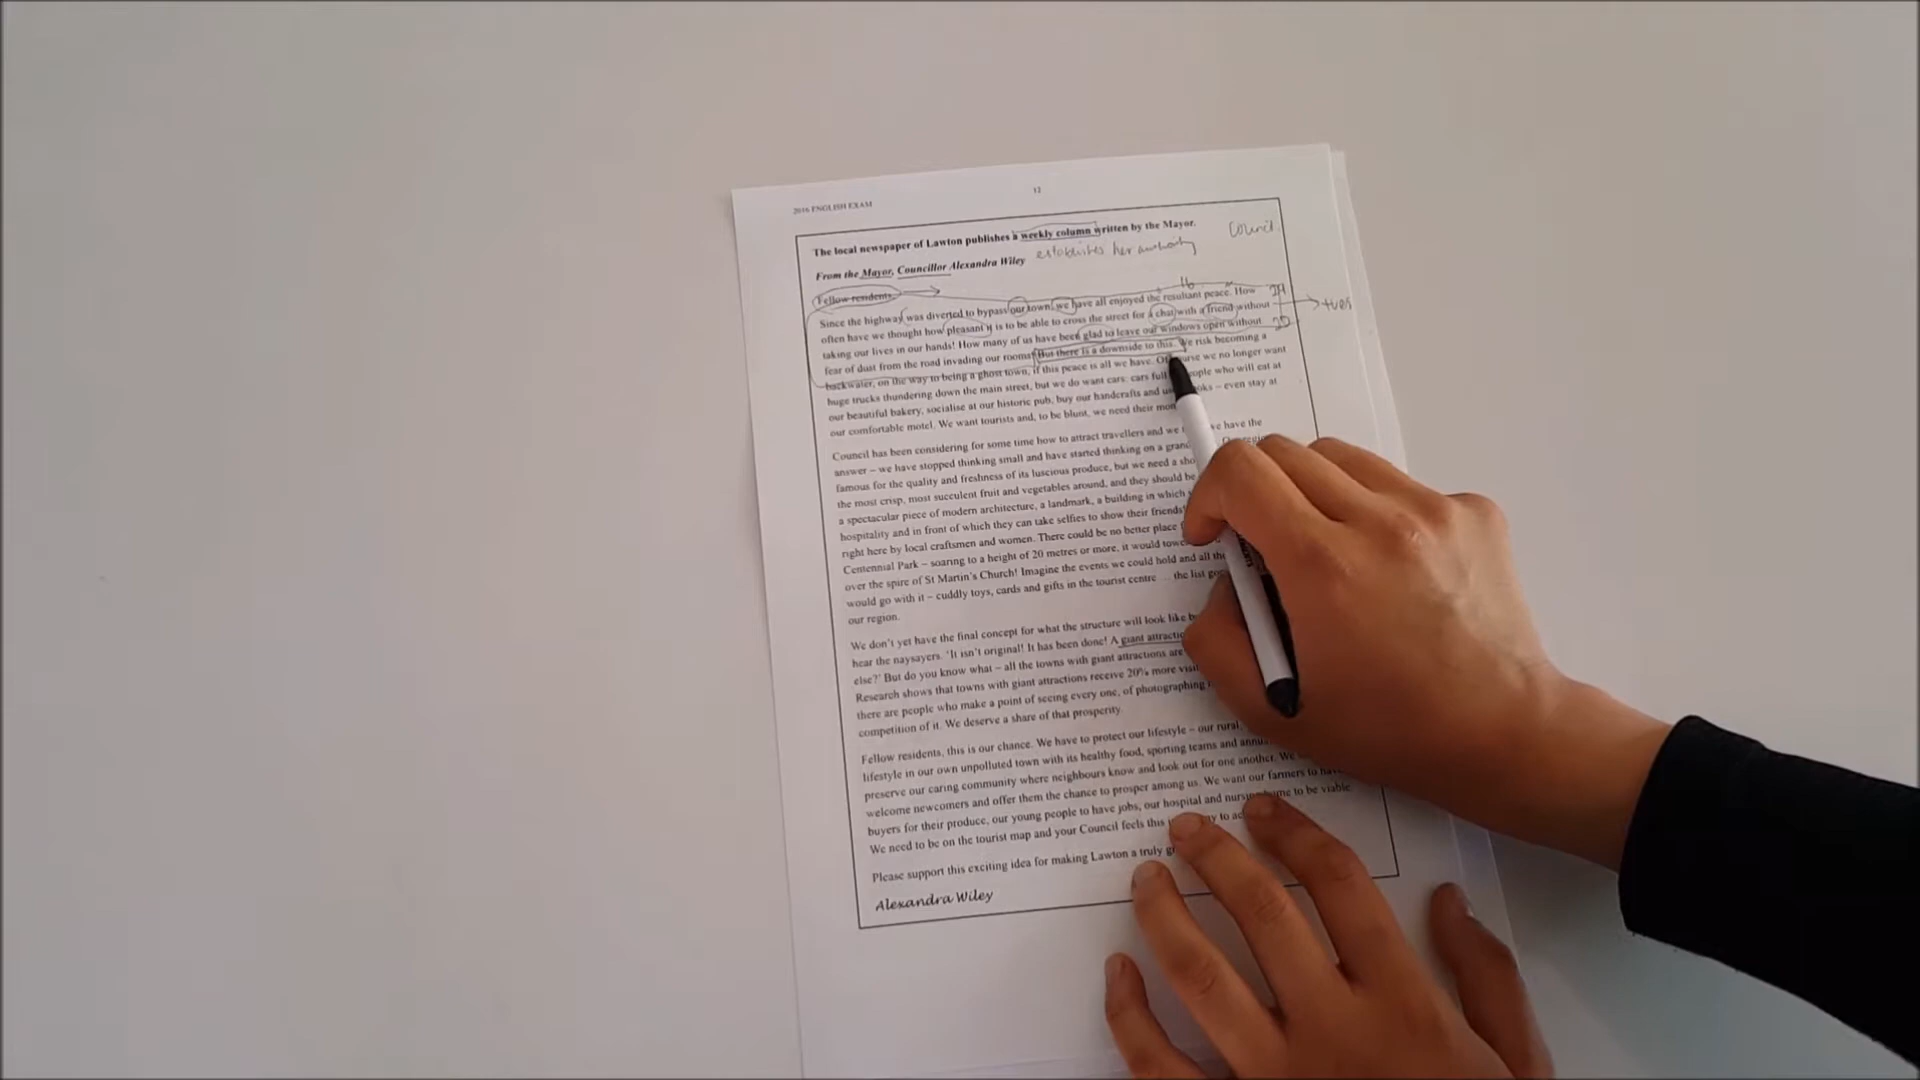 12
2016 ENGLISH EXAM
The local newspaper of Lawton publishes a weekly column written by the Mayor.
Council.
From the Mayor, Councillor Alexandra Wiley
establishes her authority
Fellow residents,
16
Since the highway was diverted to bypass our town, we have all enjoyed the resultant peace. How
often have we thought how pleasant it is to be able to cross the street for a chat with a friend without
taking our lives in our hands! How many of us have been glad to leave our windows open without
fear of dust from the road invading our rooms! But there is a downside to this. We risk becoming a
backwater, on the way to being a ghost town, if this peace is all we have. Of course we no longer want
huge trucks thundering down the main street, but we do want cars: cars full people who will eat at
our beautiful bakery, socialise at our historic pub, buy our handcrafts and – even stay at
our comfortable motel. We want tourists and, to be blunt, we need their
Council has been considering for some time how to attract travellers and we have the
answer – we have stopped thinking small and have started thinking on a
famous for the quality and freshness of its luscious produce, but we need a
the most crisp, most succulent fruit and vegetables around, and they should be
a spectacular piece of modern architecture, a landmark, a building in which
hospitality and in front of which they can take selfies to show their friends!
right here by local craftsmen and women. There could be no better place
Centennial Park – soaring to a height of 20 metres or more, it would
over the spire of St Martin's Church! Imagine the events we could hold and all the
would go with it – cuddly toys, cards and gifts in the tourist centre … the list
our region.
We don't yet have the final concept for what the structure will look like
hear the naysayers. 'It isn't original! It has been done! A giant
else?' But do you know what – all the towns with giant attractions are
Research shows that towns with giant attractions receive 20% more
there are people who make a point of seeing every one, of photographing
competition of it. We deserve a share of that prosperity.
Fellow residents, this is our chance. We have to protect our lifestyle – our rural,
lifestyle in our own unpolluted town with its healthy food, sporting teams and
preserve our caring community where neighbours know and look out for one another. We
welcome newcomers and offer them the chance to prosper among us. We want our farmers to have
buyers for their produce, our young people to have jobs, our hospital and nursing home to be viable.
We need to be on the tourist map and your Council feels this to
Please support this exciting idea for making Lawton a truly
Alexandra Wiley